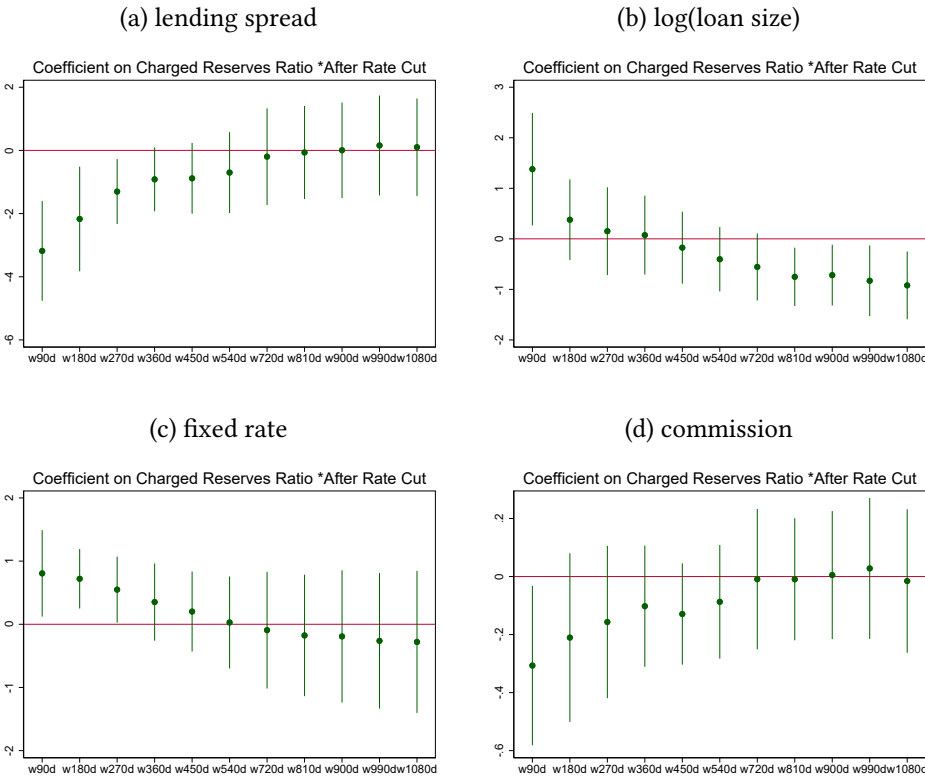 (a) lending spread
Coefficient on Charged Reserves Ratio *After Rate Cut
2
0
-2
-4
-6
w90d w180d w270d w360d w450d w540d w720d w810d w900d w990dw1080d
(b) log(loan size)
Coefficient on Charged Reserves Ratio *After Rate Cut
3
2
1
0
-1
-2
w90d w180d w270d w360d w450d w540d w720d w810d w900d w990dw1080d
(c) fixed rate
Coefficient on Charged Reserves Ratio *After Rate Cut
2
1
0
-1
-2
w90d w180d w270d w360d w450d w540d w720d w810d w900d w990dw1080d
(d) commission
Coefficient on Charged Reserves Ratio *After Rate Cut
.2
0
-.2
-.4
-.6
w90d w180d w270d w360d w450d w540d w720d w810d w900d w990dw1080d